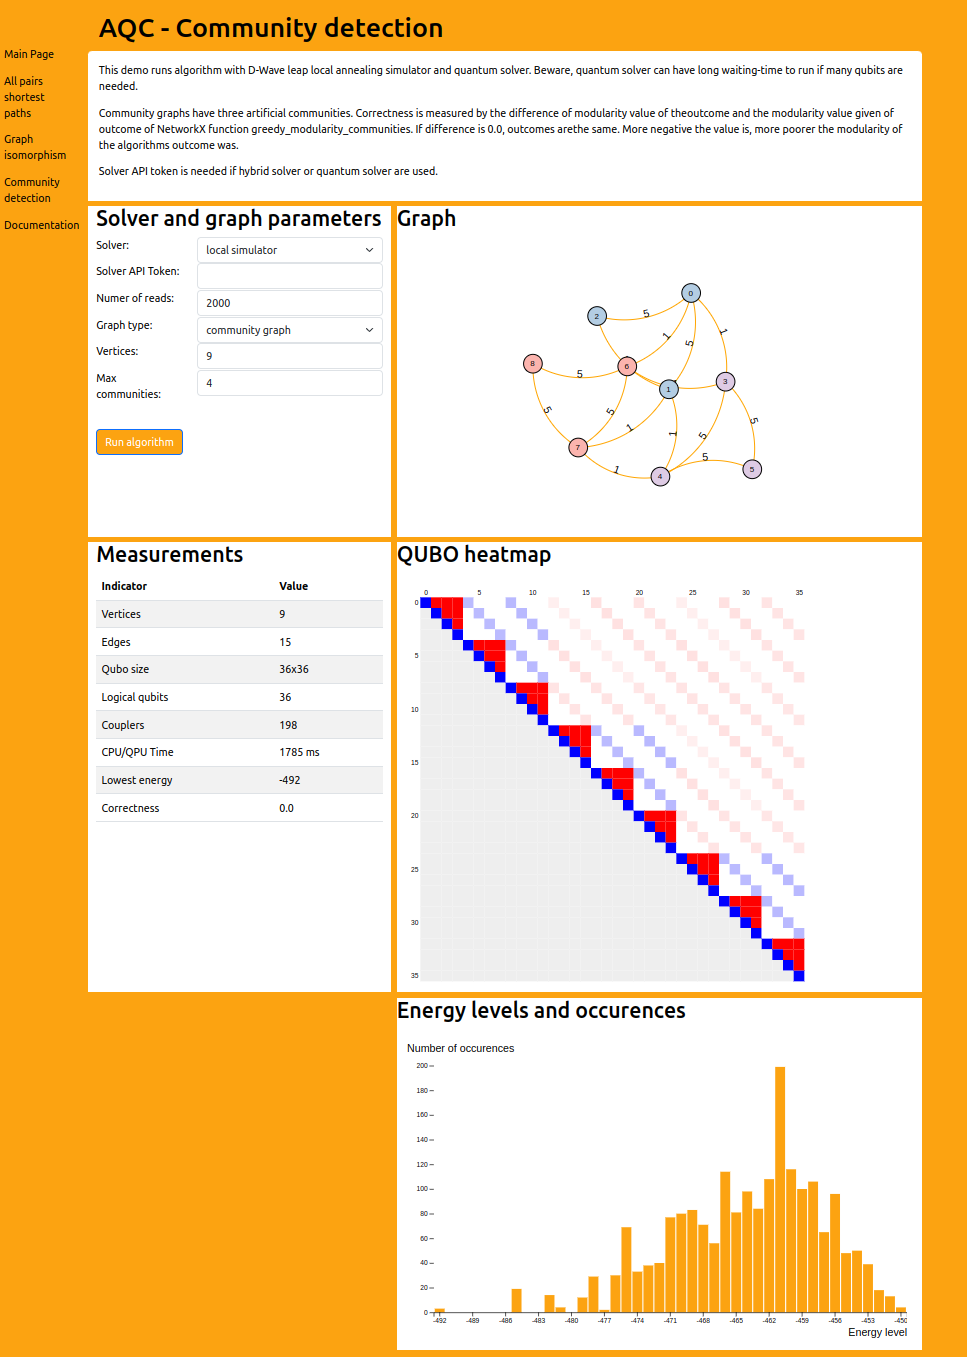 AQC - Community detection
Main Page
All pairs
shortest
paths
Graph
isomorphism
Community
detection
Documentation
This demo runs algorithm with D-Wave leap local annealing simulator and quantum solver. Beware, quantum solver can have long waiting-time to run if many qubits are
needed.
Community graphs have three artificial communities. Correctness is measured by the difference of modularity value of theoutcome and the modularity value given of
outcome of NetworkX function greedy_modularity_communities. If difference is 0.0, outcomes arethe same. More negative the value is, more poorer the modularity of
the algorithms outcome was.
Solver API token is needed if hybrid solver or quantum solver are used.
Solver and graph parameters
Solver: local simulator
Solver API Token:
Numer of reads: 2000
Graph type: community graph
Vertices: 9
Max
communities: 4
Run algorithm
Graph
0
2
5
1
1
5
8
6
3
5
1
5
5
5
1
1
5
7
5
5
1
4
Measurements
Indicator Value
Vertices 9
Edges 15
Qubo size 36x36
Logical qubits 36
Couplers 198
CPU/QPU Time 1785 ms
Lowest energy -492
Correctness 0.0
QUBO heatmap
0 5 10 15 20 25 30 35
0
5
10
15
20
25
30
35
Energy levels and occurences
Number of occurences
200
180
160
140
120
100
80
60
40
20
0
-492 -489 -486 -483 -480 -477 -474 -471 -468 -465 -462 -459 -456 -453 -450
Energy level